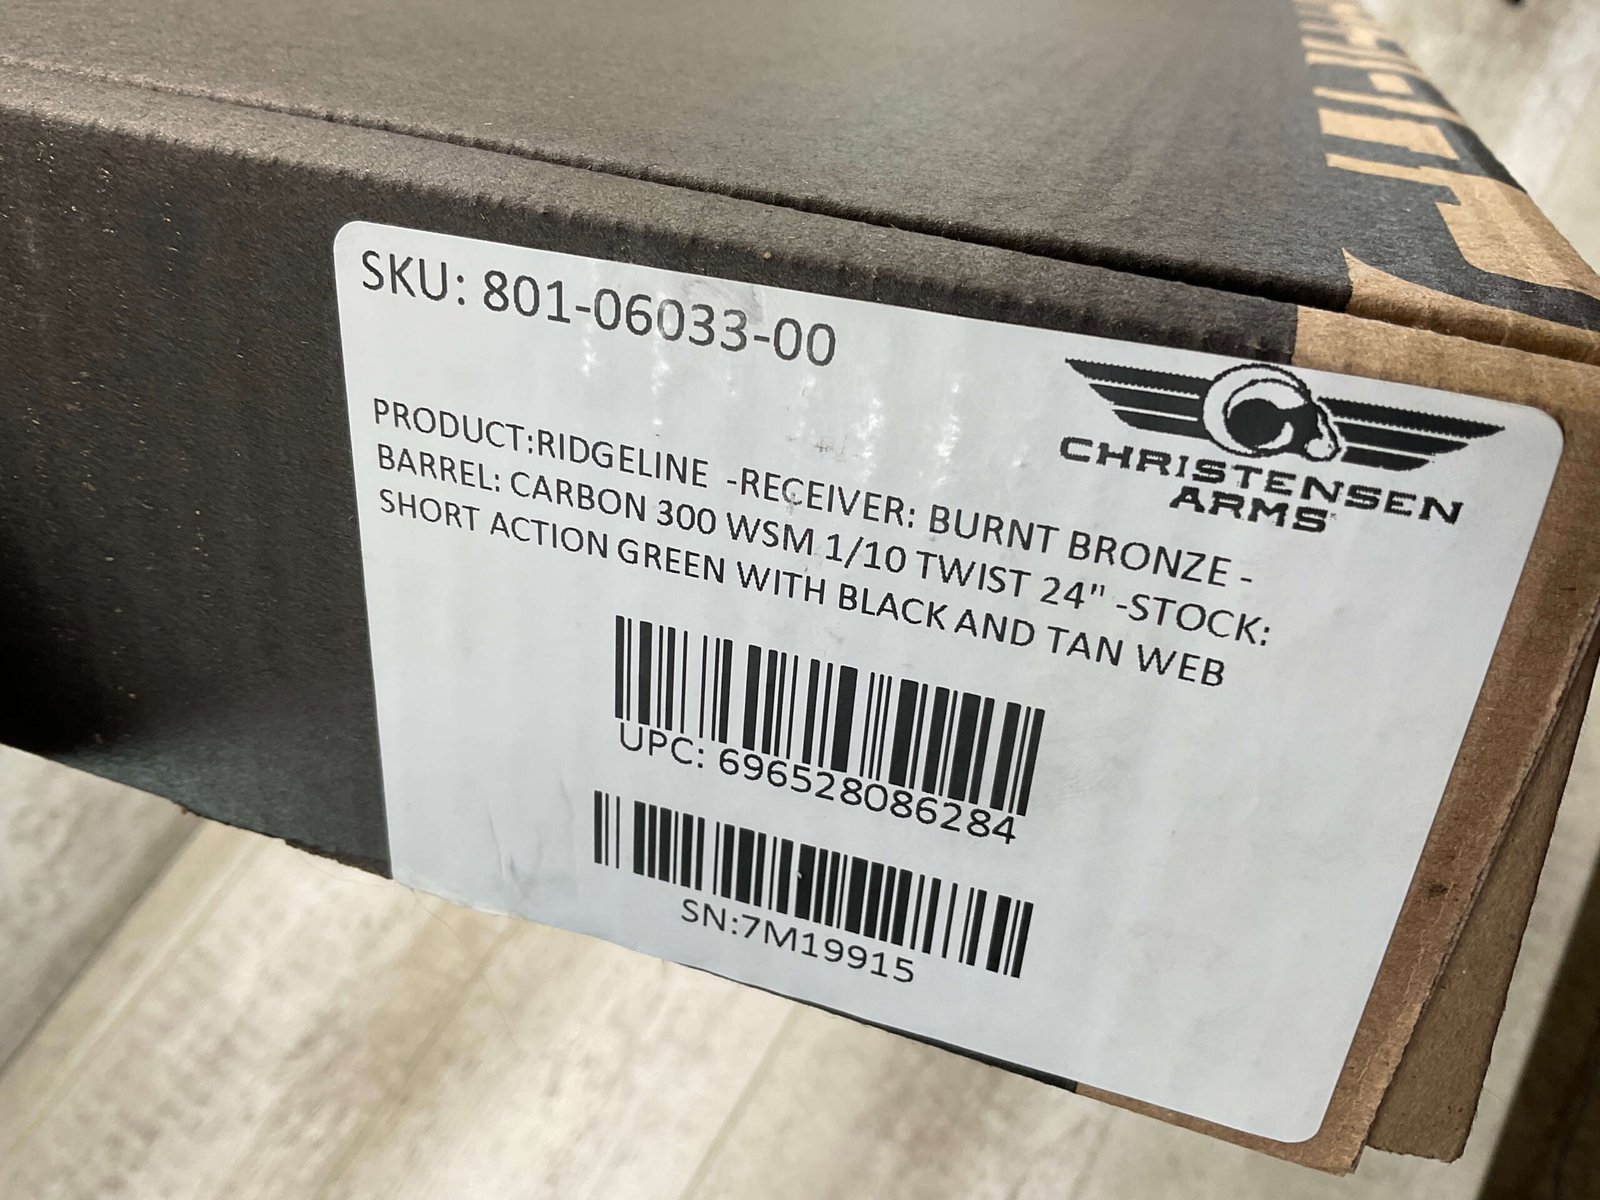 SKU: 801-06033-00
CHRISTENSEN
ARMS
PRODUCT:RIDGELINE -RECEIVER: BURNT BRONZE -
BARREL: CARBON 300 WSM 1/10 TWIST 24" -STOCK:
SHORT ACTION GREEN WITH BLACK AND TAN WEB
UPC: 696528086284
SN:7M19915